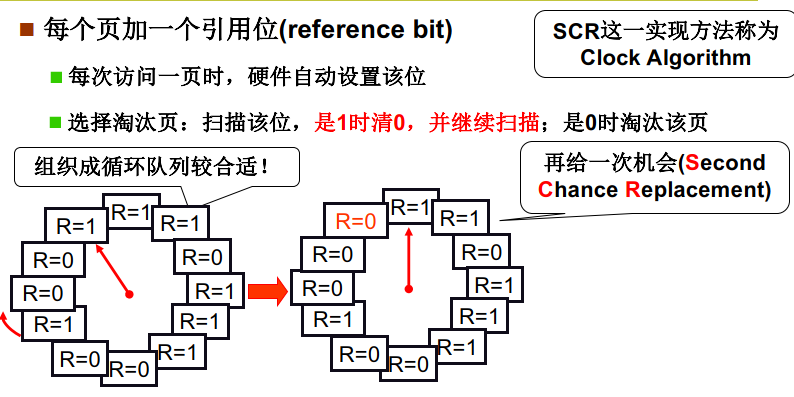 每个页加一个引用位(reference bit)
SCR这一实现方法称为
Clock Algorithm
每次访问一页时，硬件自动设置该位
选择淘汰页：扫描该位，是1时清0，并继续扫描；是0时淘汰该页
组织成循环队列较合适！
再给一次机会(Second
Chance Replacement)
R=1
R=1
R=1
R=0
R=0
R=0
R=1
R=1
R=1
R=1
R=0
R=0
R=1
R=0
R=1
R=0
R=0
R=0
R=1
R=1
R=1
R=1
R=0
R=0